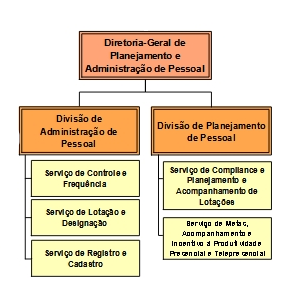 Diretoria-Geral de
Planejamento e
Administração de Pessoal
Divisão de
Administração de
Pessoal
Divisão de Planejamento
de Pessoal
Serviço de Controle e
Frequência
Serviço de Lotação e
Designação
Serviço de Registro e
Cadastro
Serviço de Compliance e
Planejamento e
Acompanhamento de
Lotações
Serviço de Metas,
Acompanhamento e
Incentivo à Produtividade
Presencial e Telepresencial